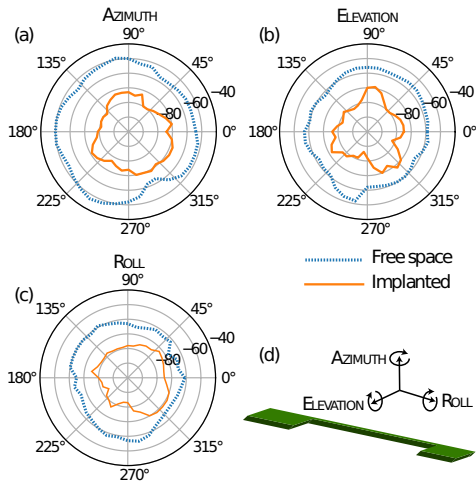 AZIMUTH
(a)
90°
45°
135°
−40
−60
−80
180°
0°
225°
315°
270°
ELEVATION
(b)
90°
45°
135°
−40
−60
−80
180°
0°
225°
315°
270°
ROLL
(c)
90°
45°
135°
−40
−60
−80
180°
0°
225°
315°
270°
Free space
Implanted
(d)
AZIMUTH
ELEVATION
ROLL